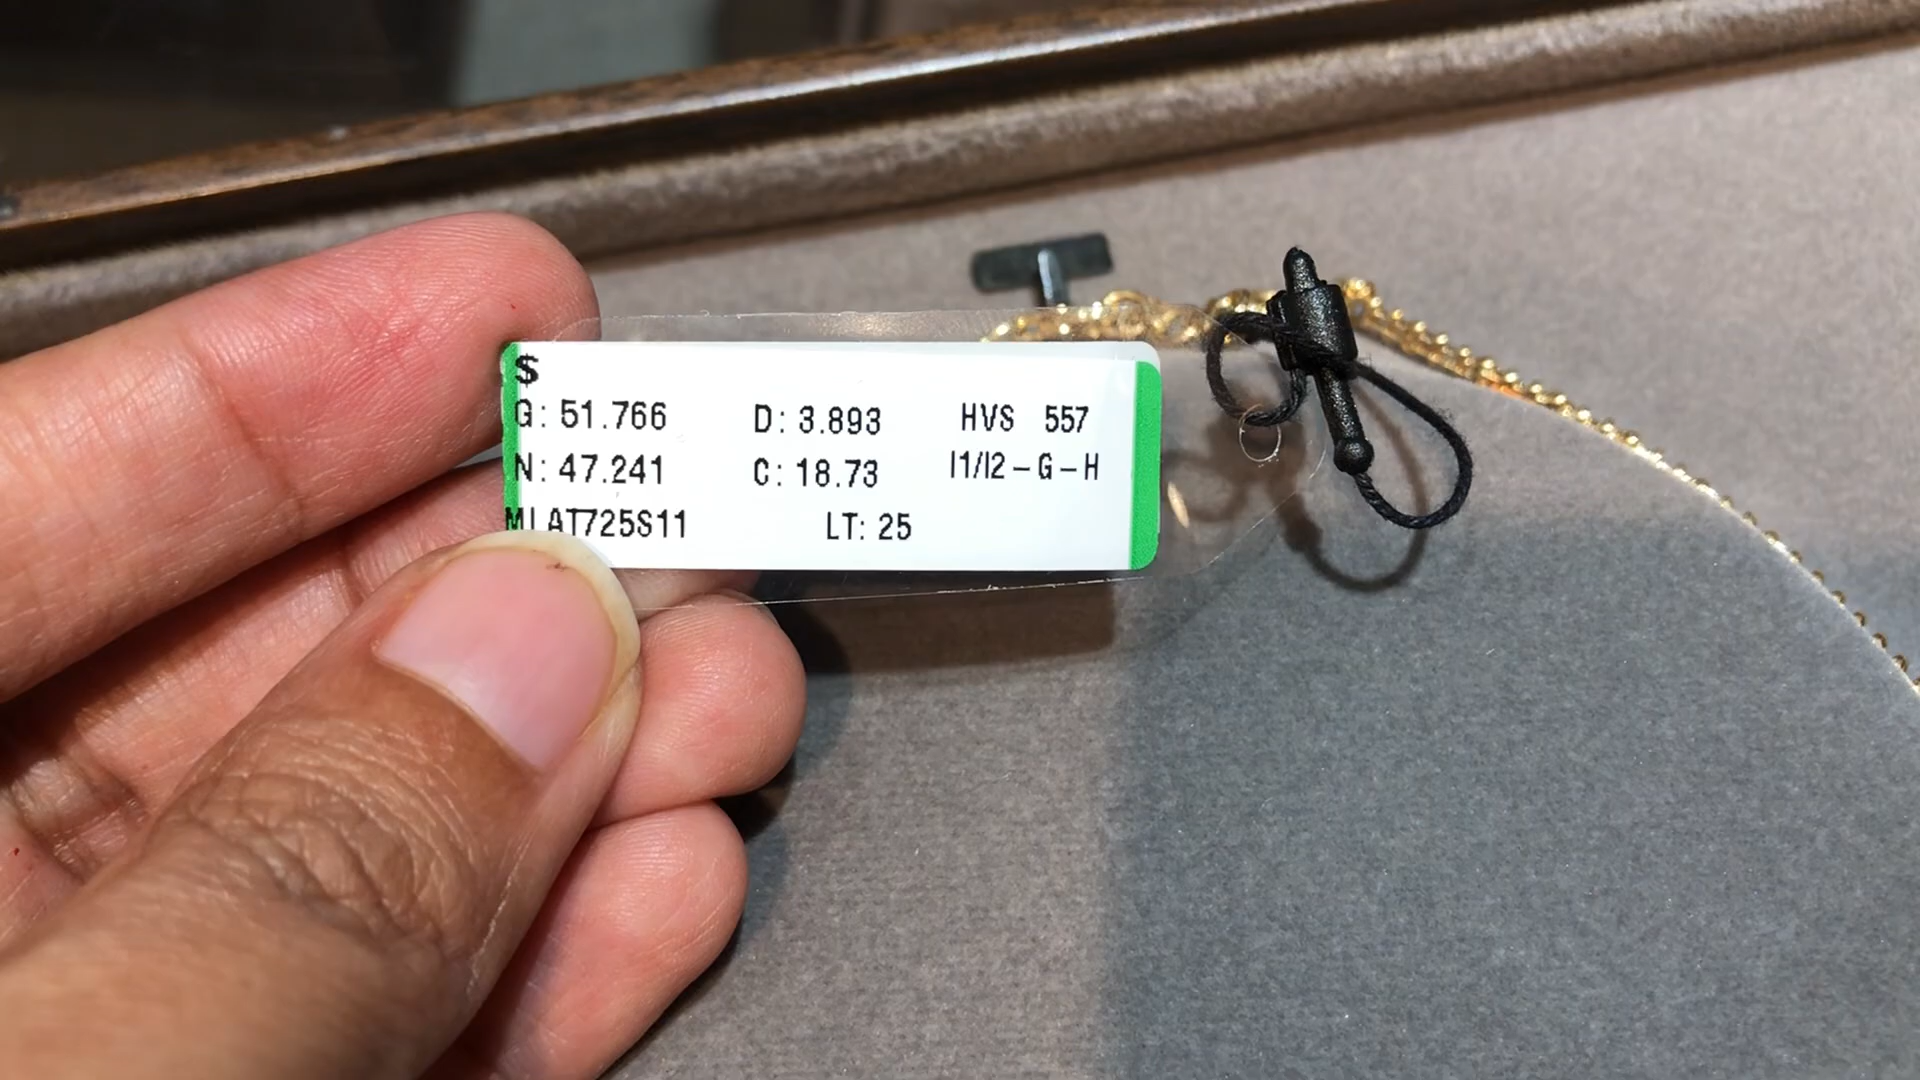 $
G: 51.766 D: 3.893 HVS 557
N: 47.241 C: 18.73 I1/I2 – G – H
MLAT725S11 LT: 25